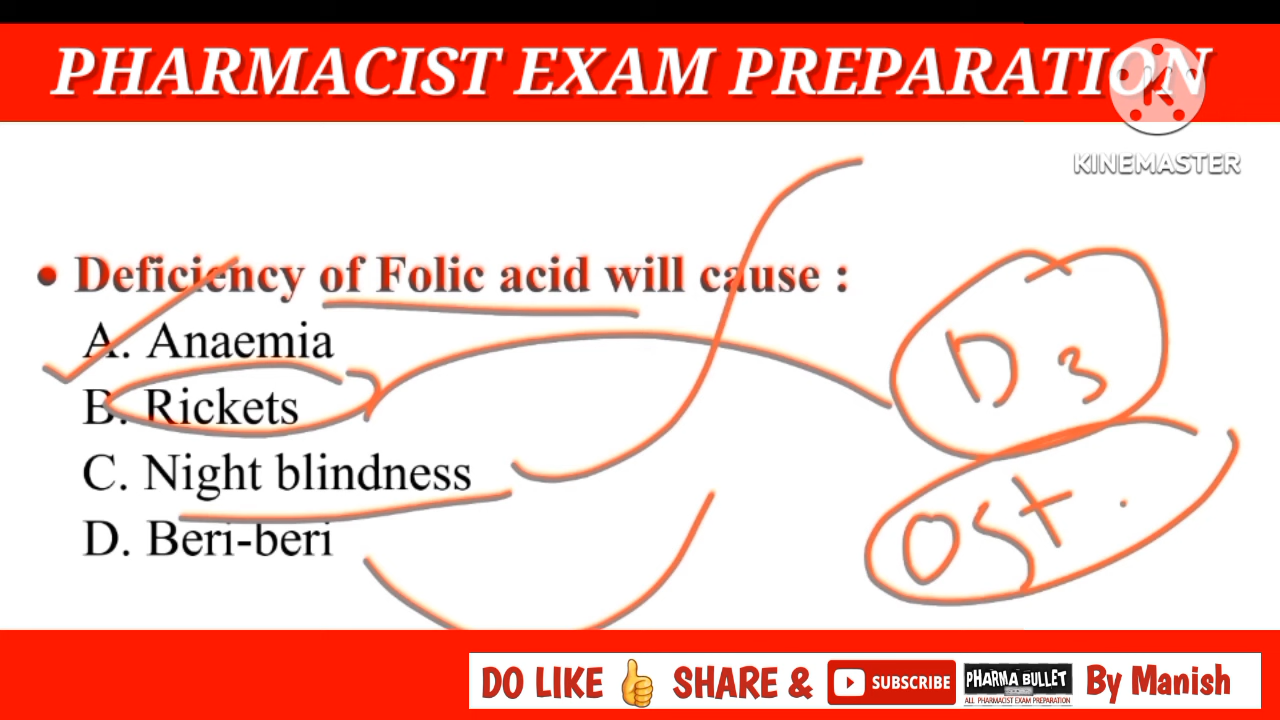 PHARMACIST EXAM PREPARATION
KINEMASTER
• Deficiency of Folic acid will cause :
A. Anaemia
B. Rickets
C. Night blindness
D. Beri-beri
D3
Ost.
DO LIKE SHARE & SUBSCRIBE PHARMA BULLET By Manish
ALL PHARMACIST EXAM PREPARATION